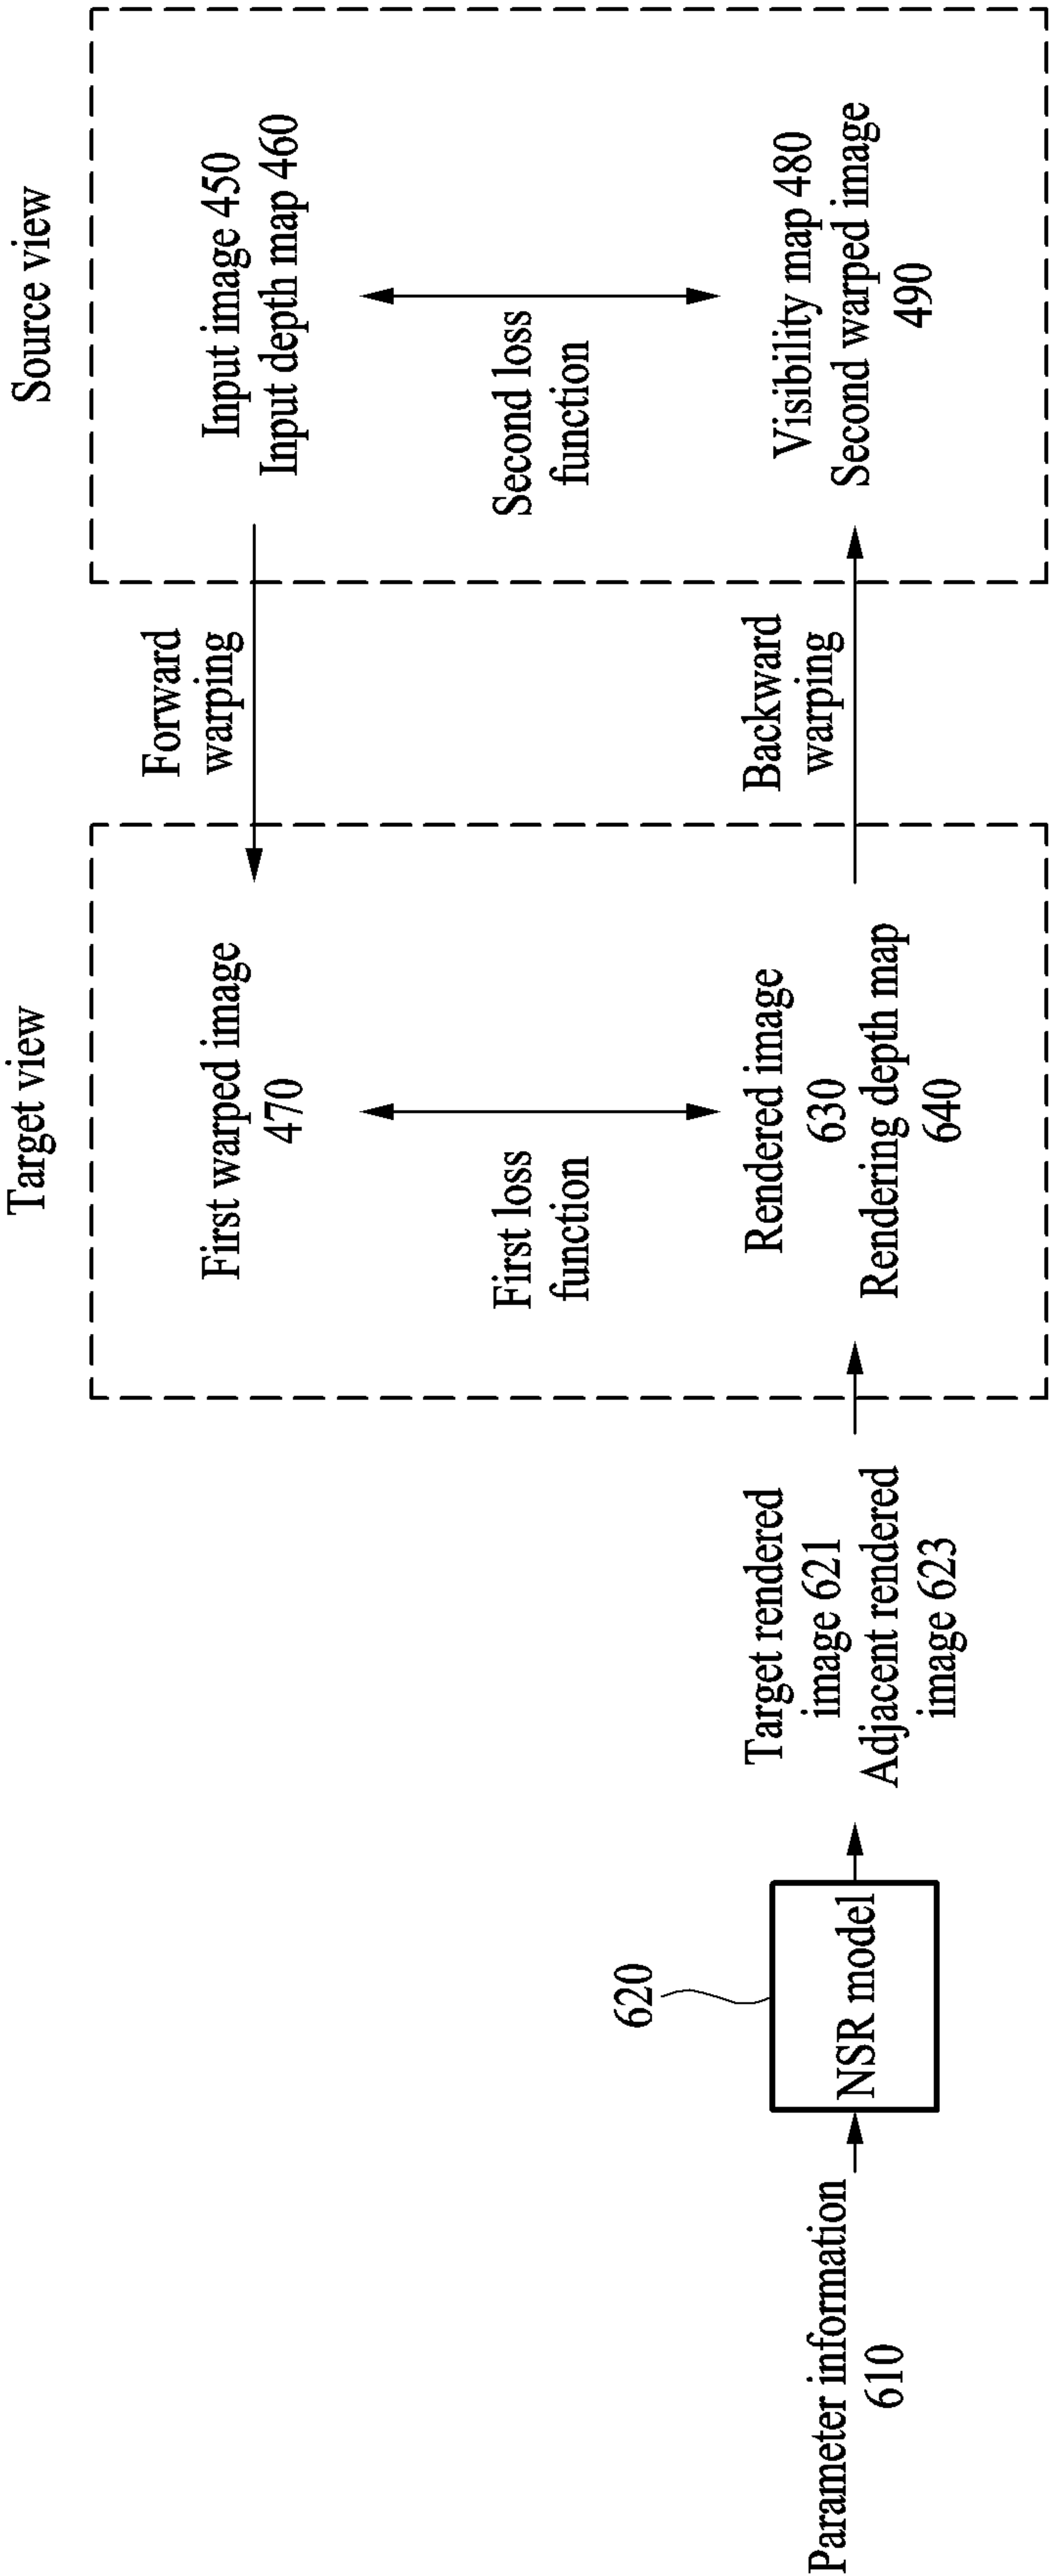 Target view
Source view
First warped image
470
Forward
warping
Input image 450
Input depth map 460
First loss
function
Second loss
function
620
Parameter information
610
NSR model
Target rendered
image 621
Adjacent rendered
image 623
Rendered image
630
Rendering depth map
640
Backward
warping
Visibility map 480
Second warped image
490